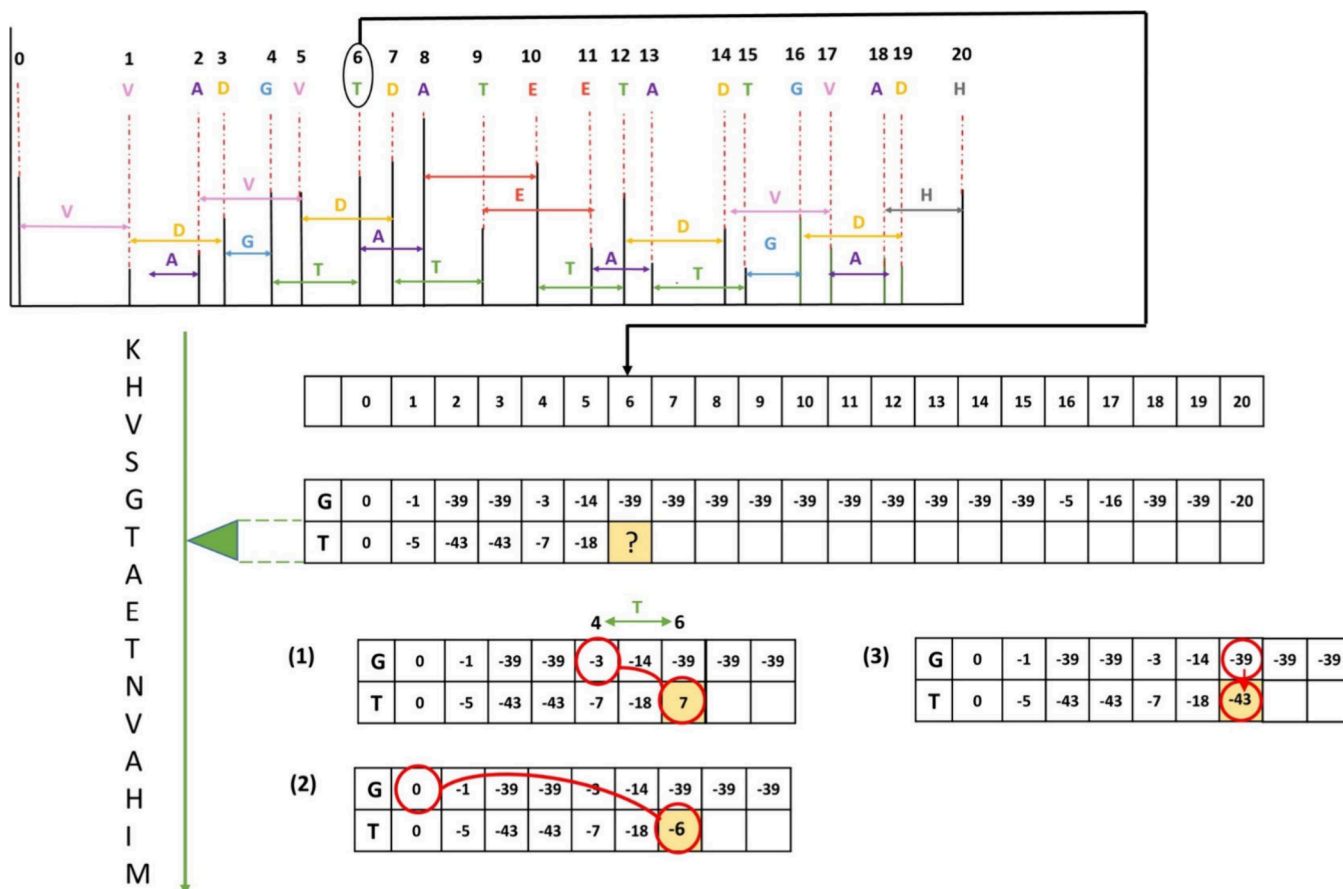 0 1 2 3 4 5 6 7 8 9 10 11 12 13 14 15 16 17 18 19 20
V A D G V T D A T E E T A D T G V A D H
V V D E V H
V D D E D G D
A G A T T T A T A
K
H
V
S
G
T
A
E
T
N
V
A
H
I
M
0 1 2 3 4 5 6 7 8 9 10 11 12 13 14 15 16 17 18 19 20
G 0 -1 -39 -39 -3 -14 -39 -39 -39 -39 -39 -39 -39 -39 -39 -39 -5 -16 -39 -39 -20
T 0 -5 -43 -43 -7 -18 ?
T
4 6
(1)
G 0 -1 -39 -39 -3 -14 -39 -39 -39
T 0 -5 -43 -43 -7 -18 7
(2)
G 0 -1 -39 -39 -3 -14 -39 -39 -39
T 0 -5 -43 -43 -7 -18 -6
(3)
G 0 -1 -39 -39 -3 -14 -39 -39 -39
T 0 -5 -43 -43 -7 -18 -43